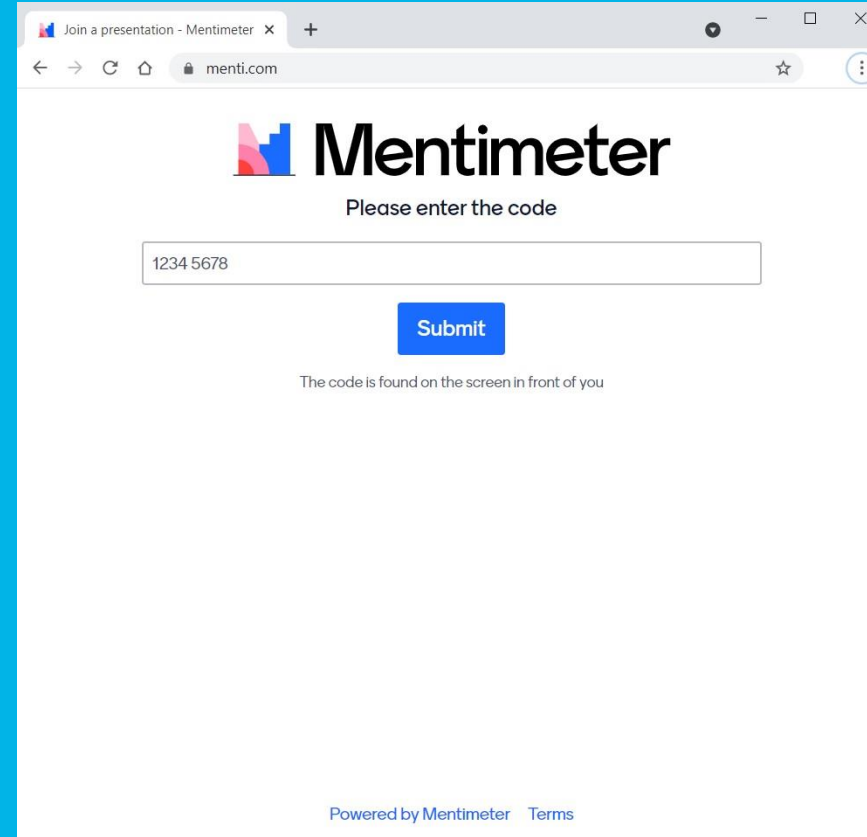 Join a presentation - Mentimeter
menti.com
Mentimeter
Please enter the code
1234 5678
Submit
The code is found on the screen in front of you
Powered by Mentimeter Terms